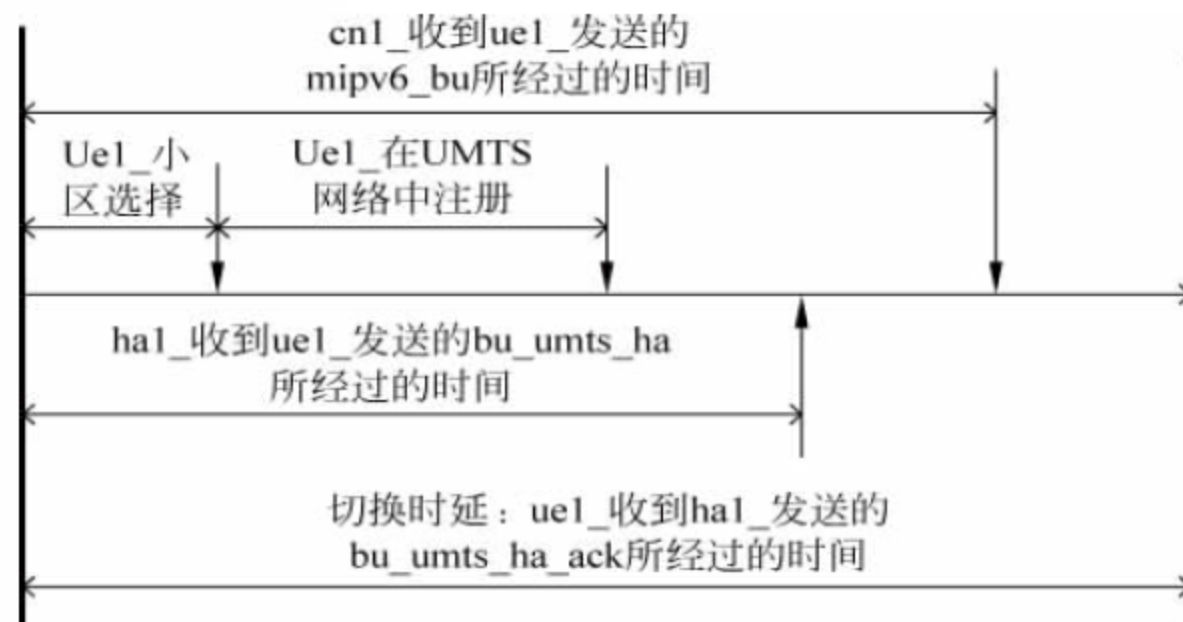 cn1_收到ue1_发送的
mipv6_bu所经过的时间
Ue1_小
区选择
Ue1_在UMTS
网络中注册
ha1_收到ue1_发送的bu_umts_ha
所经过的时间
切换时延：ue1_收到ha1_发送的
bu_umts_ha_ack所经过的时间